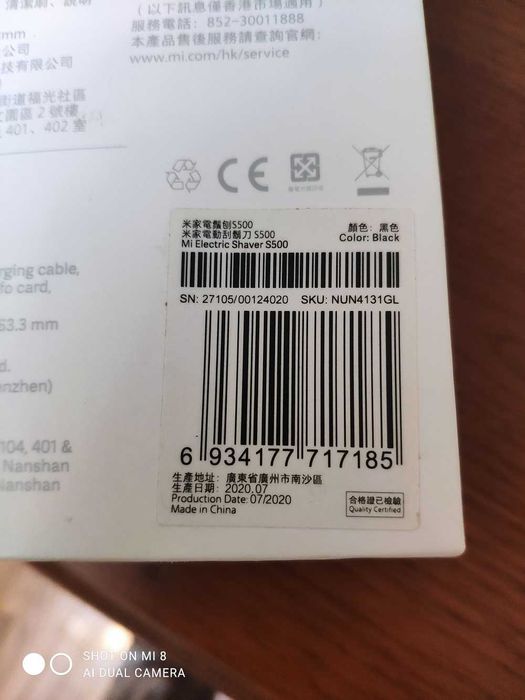 清潔刷、說明
（以下訊息僅香港市場適用）
服務電話：852-30011888
本產品售後服務請查詢官網：
www.mi.com/hk/service
mm
公司
技有限公司
街道福光社區
園區 2 號樓
401、402 室
米家電鬚刨S500
米家電動刮鬍刀 S500
Mi Electric Shaver S500
顏色：黑色
Color: Black
SN: 27105/00124020 SKU: NUN4131GL
6 934177 717185
生產地址：廣東省廣州市南沙區
生產日期：2020.07
Production Date: 07/2020
Made in China
合格證已檢驗
Quality Certified
rging cable,
fo card,
53.3 mm
d.
enzhen)
104, 401 &
Nanshan
Nanshan
SHOT ON MI 8
AI DUAL CAMERA